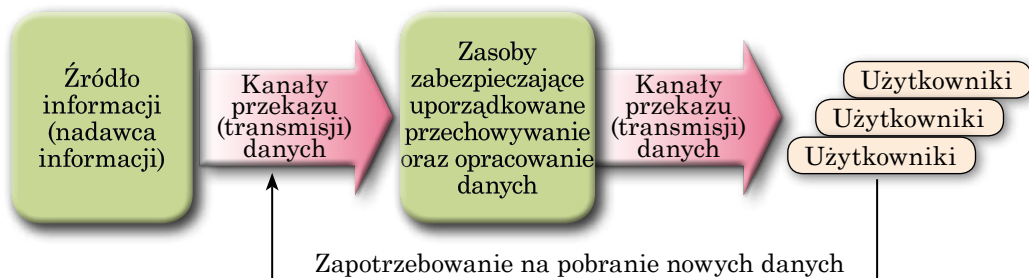 Źródło
informacji
(nadawca
informacji)
Kanały
przekazu
(transmisji)
danych
Zasoby
zabezpieczające
uporządkowane
przechowywanie
oraz opracowanie
danych
Kanały
przekazu
(transmisji)
danych
Użytkowniki
Użytkowniki
Użytkowniki
Zapotrzebowanie na pobranie nowych danych